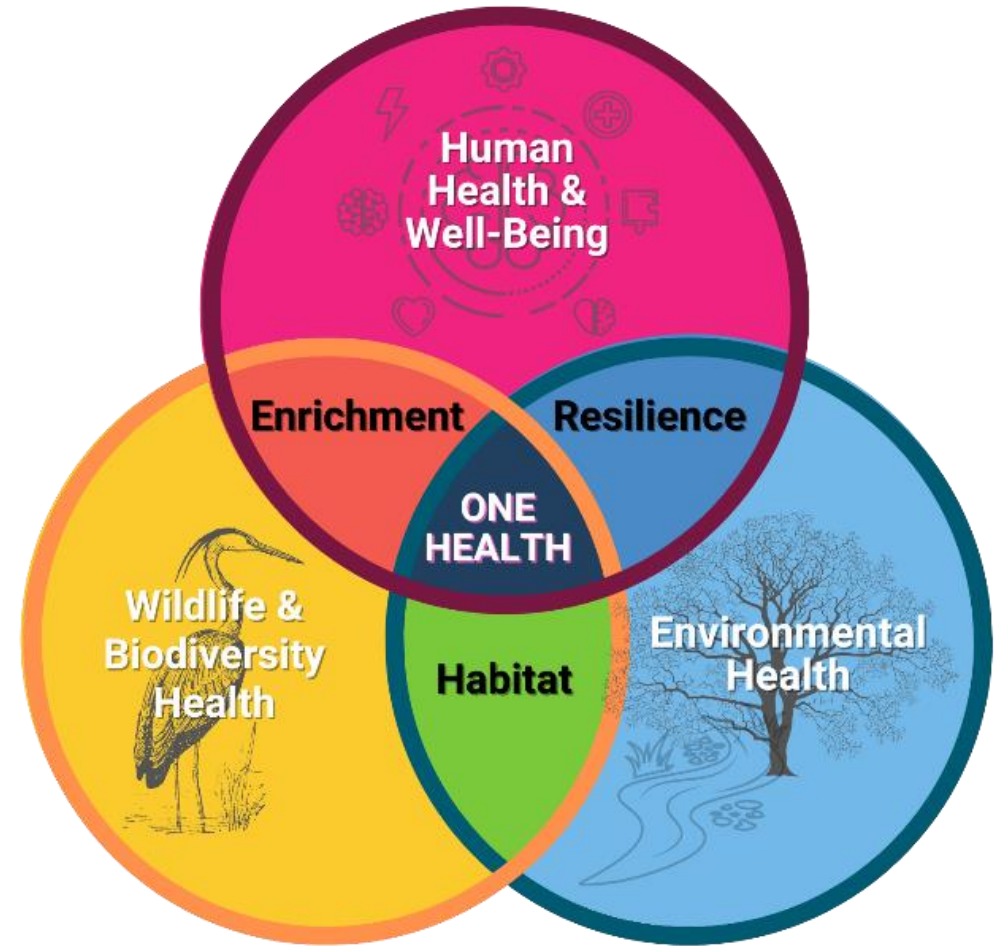 Human
Health &
Well-Being
Enrichment
Resilience
ONE
HEALTH
Wildlife &
Biodiversity
Health
Habitat
Environmental
Health